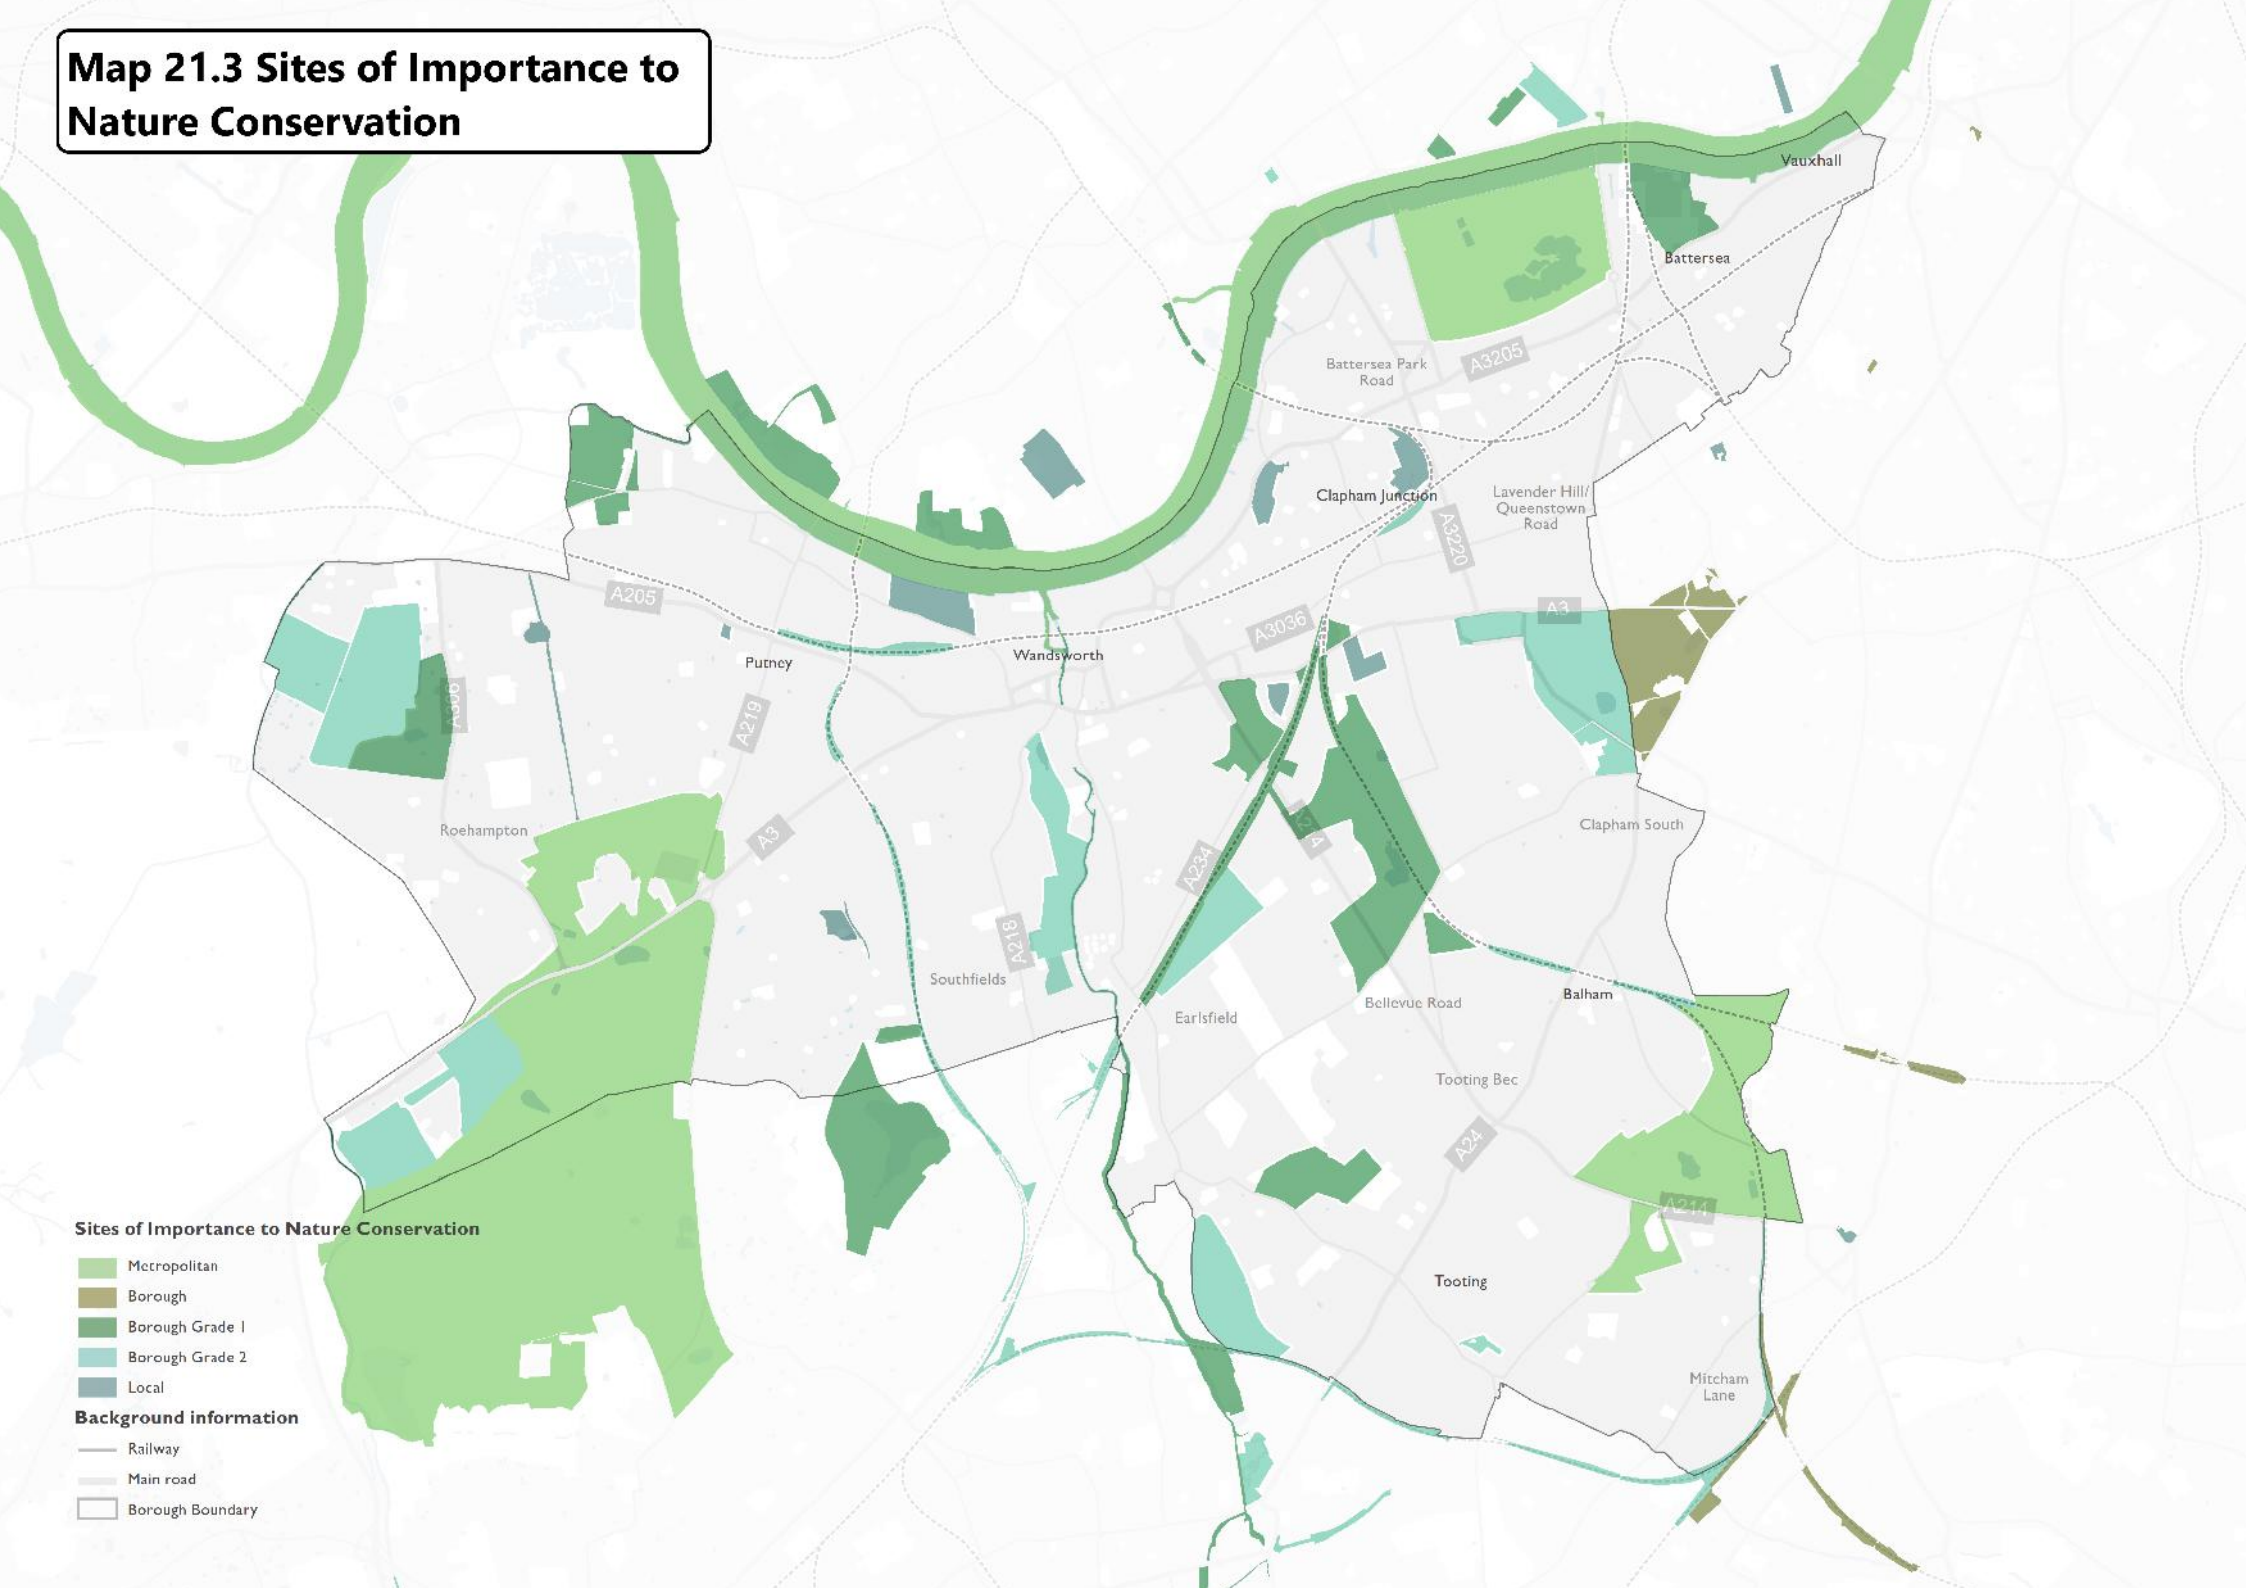 Map 21.3 Sites of Importance to
Nature Conservation
Vauxhall
Battersea
Battersea Park
Road
A3205
Clapham Junction
Lavender Hill/
Queenstown
Road
A3220
A205
A3
A3036
Putney
Wandsworth
A306
A219
Roehampton
A3
Clapham South
A214
A234
A218
Southfields
Balham
Bellevue Road
Earlsfield
Tooting Bec
A24
A214
Tooting
Mitcham
Lane
Sites of Importance to Nature Conservation
Metropolitan
Borough
Borough Grade 1
Borough Grade 2
Local
Background information
Railway
Main road
Borough Boundary